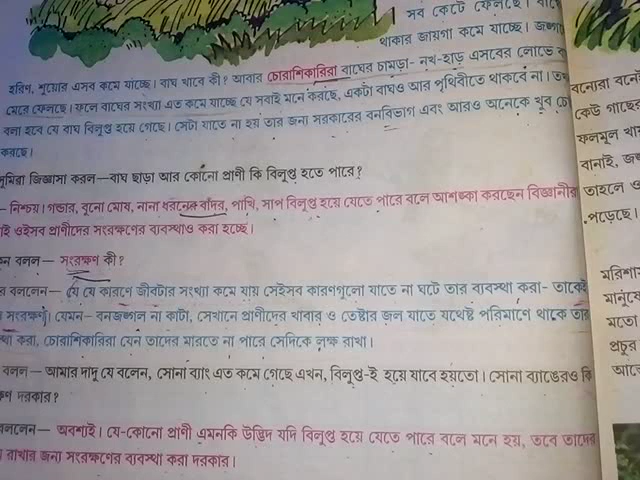 সব কেটে ফেলছে। বাঘে
থাকার জায়গা কমে যাচ্ছে। জঙ্গল
হরিণ, শুয়োর এসব কমে যাচ্ছে। বাঘ খাবে কী? আবার চোরাশিকারিরা বাঘের চামড়া- নখ-হাড় এসবের লোভে ব
মেরে ফেলছে। ফলে বাঘের সংখ্যা এত কমে যাচ্ছে যে সবাই মনে করছে, একটা বাঘও আর পৃথিবীতে থাকবে না। তখ
বলা হবে যে বাঘ বিলুপ্ত হয়ে গেছে। সেটা যাতে না হয় তার জন্য সরকারের বনবিভাগ এবং আরও অনেকে খুব চে
করছে।
সুমিরা জিজ্ঞাসা করল— বাঘ ছাড়া আর কোনো প্রাণী কি বিলুপ্ত হতে পারে?
— নিশ্চয়। গন্ডার, বুনো মোষ, নানা ধরনের বাঁদর, পাখি, সাপ বিলুপ্ত হয়ে যেতে পারে বলে আশঙ্কা করছেন বিজ্ঞানীরা
ই ওইসব প্রাণীদের সংরক্ষণের ব্যবস্থাও করা হচ্ছে।
ন বলল— সংরক্ষণ কী?
র বললেন— যে যে কারণে জীবটার সংখ্যা কমে যায় সেইসব কারণগুলো যাতে না ঘটে তার ব্যবস্থা করা- তাকেই
সংরক্ষণ। যেমন— বনজঙ্গল না কাটা, সেখানে প্রাণীদের খাবার ও তেষ্টার জল যাতে যথেষ্ট পরিমাণে থাকে তার
থা করা, চোরাশিকারিরা যেন তাদের মারতে না পারে সেদিকে লক্ষ রাখা।
বলল— আমার দাদু যে বলেন, সোনা ব্যাং এত কমে গেছে এখন, বিলুপ্ত-ই হয়ে যাবে হয়তো। সোনা ব্যাঙেরও কি
ষণ দরকার?
বললেন— অবশ্যই। যে-কোনো প্রাণী এমনকি উদ্ভিদ যদি বিলুপ্ত হয়ে যেতে পারে বলে মনে হয়, তবে তাদের
রাখার জন্য সংরক্ষণের ব্যবস্থা করা দরকার।
বনেরা বনে
কেউ গাছের
ফলমূল খায়
বানাই, জঙ
তাহলে ও
পড়েছে।
মরিশাস
মানুষে
মতো
প্রচুর
আরে